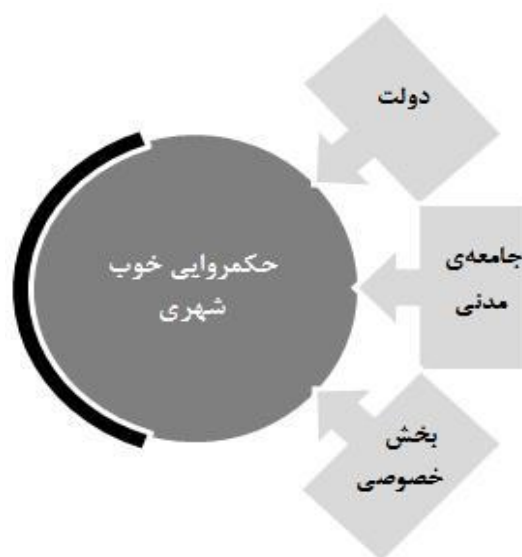 دولت
جامعه‌ی
مدنی
حکمروایی خوب
شهری
بخش
خصوصی